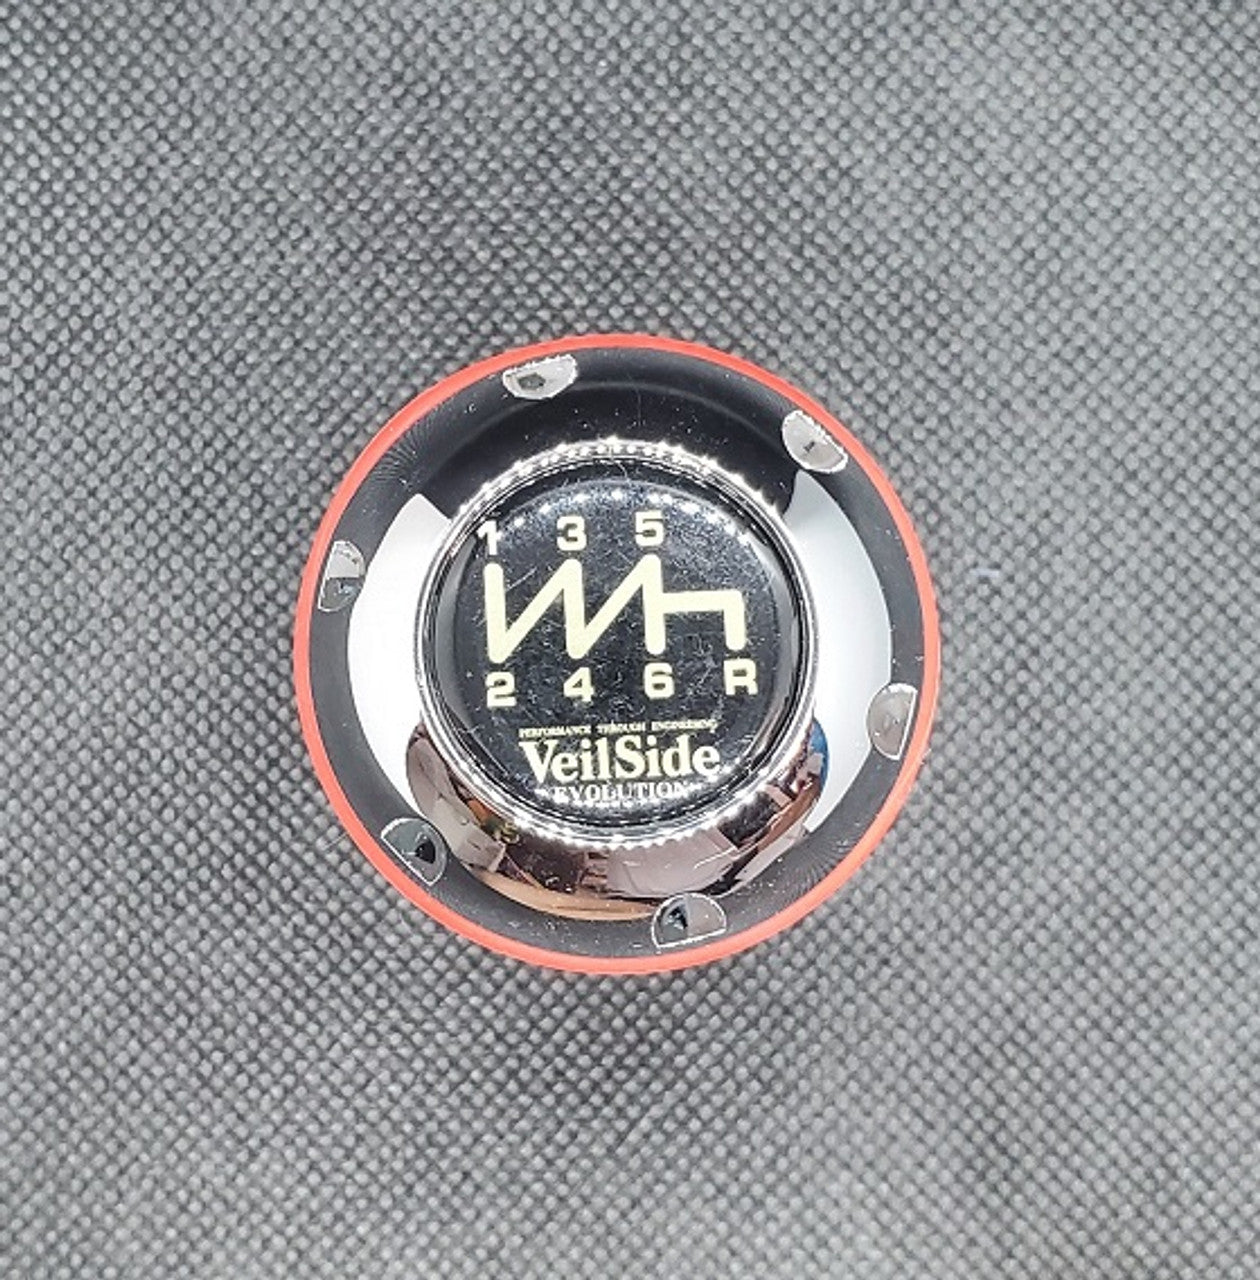 1 3 5
2 4 6 R
PERFORMANCE THROUGH ENGINEERING
VeilSide
EVOLUTION